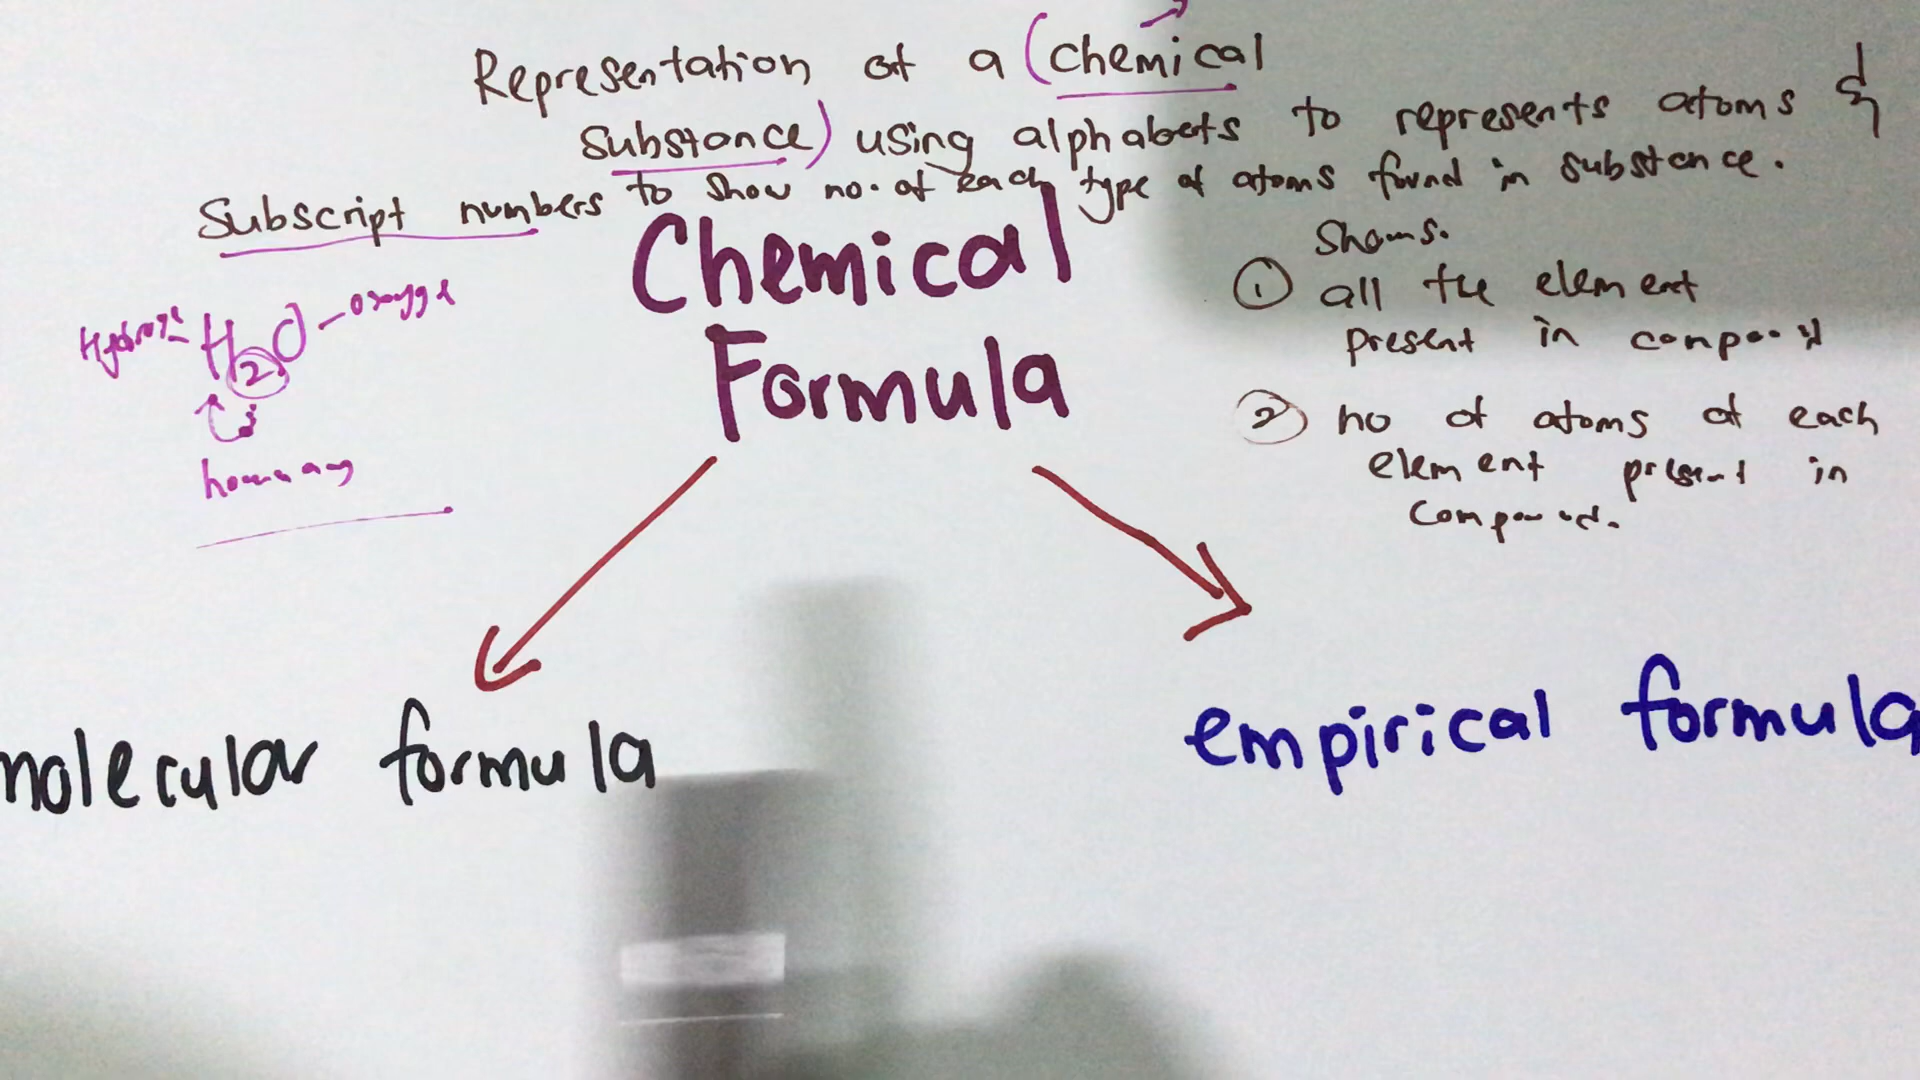 Representation of a (chemical
substance) using alphabets to represents atoms &
Subscript numbers to show no. of each type of atoms found in substance.
Chemical
Formula
H2O
how many
Shows.
① all the element
present in compound
② no of atoms of each
element present in
compound.
molecular formula
empirical formula